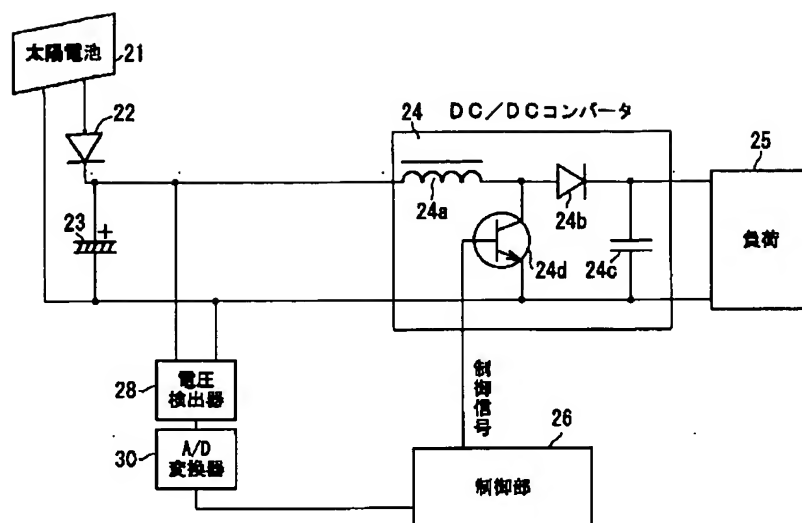 太陽電池
21
22
23
+
24
DC/DCコンバータ
24a
24b
24c
24d
25
負荷
28
電圧
検出器
30
A/D
変換器
制御信号
26
制御部